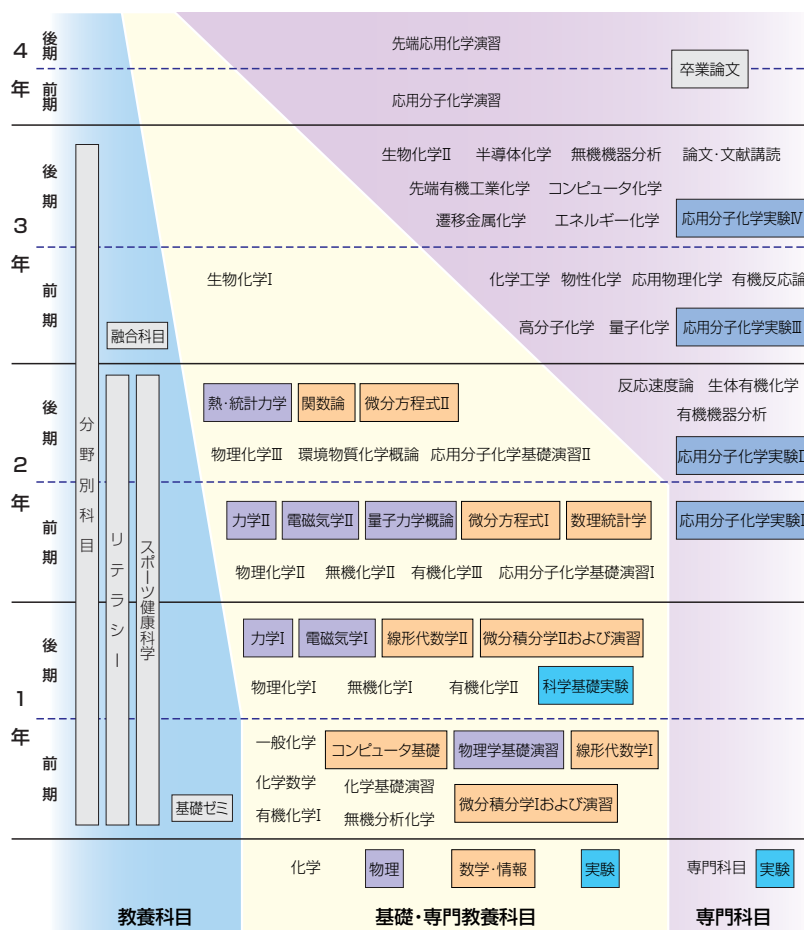 4年
後期
先端応用化学演習
卒業論文
前期
応用分子化学演習
3年
後期
生物化学Ⅱ 半導体化学 無機機器分析 論文・文献講読
先端有機工業化学 コンピュータ化学
遷移金属化学 エネルギー化学 応用分子化学実験Ⅳ
前期
生物化学Ⅰ 化学工学 物性化学 応用物理化学 有機反応論
高分子化学 量子化学 応用分子化学実験Ⅲ
融合科目
分野別科目
リテラシー
スポーツ健康科学
2年
後期
反応速度論 生体有機化学
熱・統計力学 関数論 微分方程式Ⅱ 有機機器分析
物理化学Ⅲ 環境物質化学概論 応用分子化学基礎演習Ⅱ 応用分子化学実験Ⅱ
前期
力学Ⅱ 電磁気学Ⅱ 量子力学概論 微分方程式Ⅰ 数理統計学 応用分子化学実験Ⅰ
物理化学Ⅱ 無機化学Ⅱ 有機化学Ⅲ 応用分子化学基礎演習Ⅰ
1年
後期
力学Ⅰ 電磁気学Ⅰ 線形代数学Ⅱ 微分積分学Ⅱおよび演習
物理化学Ⅰ 無機化学Ⅰ 有機化学Ⅱ 科学基礎実験
前期
一般化学 コンピュータ基礎 物理学基礎演習 線形代数学Ⅰ
化学数学 化学基礎演習 微分積分学Ⅰおよび演習
基礎ゼミ 有機化学Ⅰ 無機分析化学
化学 物理 数学・情報 実験 専門科目 実験
教養科目 基礎・専門教養科目 専門科目